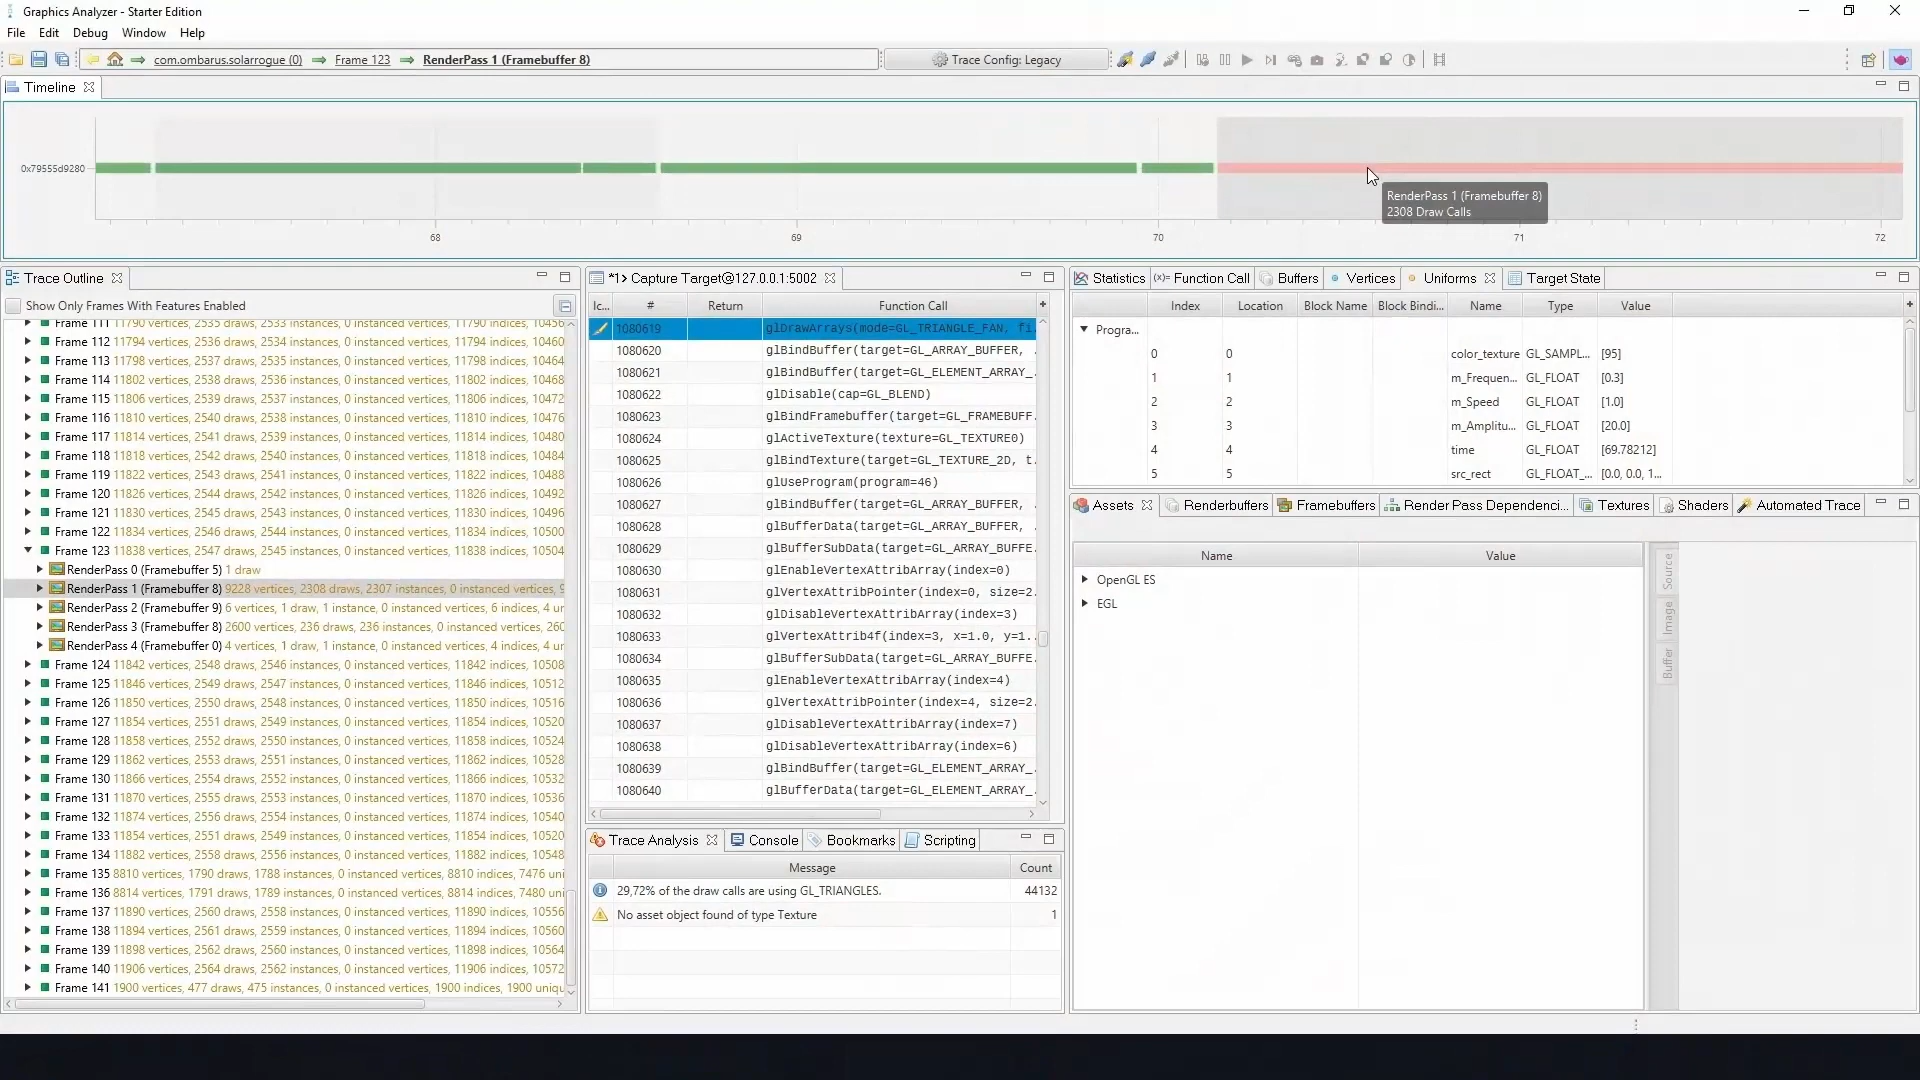 Graphics Analyzer - Starter Edition
File Edit Debug Window Help
com.ombarus.solarrogue (0) Frame 123 RenderPass 1 (Framebuffer 8) Trace Config: Legacy
Timeline
0x79555d9280
RenderPass 1 (Framebuffer 8)
2308 Draw Calls
68 69 70 71 72
Trace Outline
Show Only Frames With Features Enabled
Frame 111 11790 vertices, 2535 draws, 2533 instances, 0 instanced vertices, 11790 indices, 10456
Frame 112 11794 vertices, 2536 draws, 2534 instances, 0 instanced vertices, 11794 indices, 10460
Frame 113 11798 vertices, 2537 draws, 2535 instances, 0 instanced vertices, 11798 indices, 10464
Frame 114 11802 vertices, 2538 draws, 2536 instances, 0 instanced vertices, 11802 indices, 10468
Frame 115 11806 vertices, 2539 draws, 2537 instances, 0 instanced vertices, 11806 indices, 10472
Frame 116 11810 vertices, 2540 draws, 2538 instances, 0 instanced vertices, 11810 indices, 10476
Frame 117 11814 vertices, 2541 draws, 2539 instances, 0 instanced vertices, 11814 indices, 10480
Frame 118 11818 vertices, 2542 draws, 2540 instances, 0 instanced vertices, 11818 indices, 10484
Frame 119 11822 vertices, 2543 draws, 2541 instances, 0 instanced vertices, 11822 indices, 10488
Frame 120 11826 vertices, 2544 draws, 2542 instances, 0 instanced vertices, 11826 indices, 10492
Frame 121 11830 vertices, 2545 draws, 2543 instances, 0 instanced vertices, 11830 indices, 10496
Frame 122 11834 vertices, 2546 draws, 2544 instances, 0 instanced vertices, 11834 indices, 10500
Frame 123 11838 vertices, 2547 draws, 2545 instances, 0 instanced vertices, 11838 indices, 10504
RenderPass 0 (Framebuffer 5) 1 draw
RenderPass 1 (Framebuffer 8) 9228 vertices, 2308 draws, 2307 instances, 0 instanced vertices, 9
RenderPass 2 (Framebuffer 9) 6 vertices, 1 draw, 1 instance, 0 instanced vertices, 6 indices, 4 ur
RenderPass 3 (Framebuffer 8) 2600 vertices, 236 draws, 236 instances, 0 instanced vertices, 260
RenderPass 4 (Framebuffer 0) 4 vertices, 1 draw, 1 instance, 0 instanced vertices, 4 indices, 4 ur
Frame 124 11842 vertices, 2548 draws, 2546 instances, 0 instanced vertices, 11842 indices, 10508
Frame 125 11846 vertices, 2549 draws, 2547 instances, 0 instanced vertices, 11846 indices, 10512
Frame 126 11850 vertices, 2550 draws, 2548 instances, 0 instanced vertices, 11850 indices, 10516
Frame 127 11854 vertices, 2551 draws, 2549 instances, 0 instanced vertices, 11854 indices, 10520
Frame 128 11858 vertices, 2552 draws, 2550 instances, 0 instanced vertices, 11858 indices, 10524
Frame 129 11862 vertices, 2553 draws, 2551 instances, 0 instanced vertices, 11862 indices, 10528
Frame 130 11866 vertices, 2554 draws, 2552 instances, 0 instanced vertices, 11866 indices, 10532
Frame 131 11870 vertices, 2555 draws, 2553 instances, 0 instanced vertices, 11870 indices, 10536
Frame 132 11874 vertices, 2556 draws, 2554 instances, 0 instanced vertices, 11874 indices, 10540
Frame 133 11854 vertices, 2551 draws, 2549 instances, 0 instanced vertices, 11854 indices, 10520
Frame 134 11882 vertices, 2558 draws, 2556 instances, 0 instanced vertices, 11882 indices, 10548
Frame 135 8810 vertices, 1790 draws, 1788 instances, 0 instanced vertices, 8810 indices, 7476 uni
Frame 136 8814 vertices, 1791 draws, 1789 instances, 0 instanced vertices, 8814 indices, 7480 uni
Frame 137 11890 vertices, 2560 draws, 2558 instances, 0 instanced vertices, 11890 indices, 10556
Frame 138 11894 vertices, 2561 draws, 2559 instances, 0 instanced vertices, 11894 indices, 10560
Frame 139 11898 vertices, 2562 draws, 2560 instances, 0 instanced vertices, 11898 indices, 10564
Frame 140 11906 vertices, 2564 draws, 2562 instances, 0 instanced vertices, 11906 indices, 10572
Frame 141 1900 vertices, 477 draws, 475 instances, 0 instanced vertices, 1900 indices, 1900 uniqu
*1> Capture Target@127.0.0.1:5002
Ic... # Return Function Call
1080619 glDrawArrays(mode=GL_TRIANGLE_FAN, fi.
1080620 glBindBuffer(target=GL_ARRAY_BUFFER, .
1080621 glBindBuffer(target=GL_ELEMENT_ARRAY_.
1080622 glDisable(cap=GL_BLEND)
1080623 glBindFramebuffer(target=GL_FRAMEBUFF.
1080624 glActiveTexture(texture=GL_TEXTURE0)
1080625 glBindTexture(target=GL_TEXTURE_2D, t.
1080626 glUseProgram(program=46)
1080627 glBindBuffer(target=GL_ARRAY_BUFFER, .
1080628 glBufferData(target=GL_ARRAY_BUFFER, .
1080629 glBufferSubData(target=GL_ARRAY_BUFFE.
1080630 glEnableVertexAttribArray(index=0)
1080631 glVertexAttribPointer(index=0, size=2.
1080632 glDisableVertexAttribArray(index=3)
1080633 glVertexAttrib4f(index=3, x=1.0, y=1..
1080634 glBufferSubData(target=GL_ARRAY_BUFFE.
1080635 glEnableVertexAttribArray(index=4)
1080636 glVertexAttribPointer(index=4, size=2.
1080637 glDisableVertexAttribArray(index=7)
1080638 glDisableVertexAttribArray(index=6)
1080639 glBindBuffer(target=GL_ELEMENT_ARRAY_.
1080640 glBufferData(target=GL_ELEMENT_ARRAY_.
Trace Analysis Console Bookmarks Scripting
Message Count
29,72% of the draw calls are using GL_TRIANGLES. 44132
No asset object found of type Texture 1
Statistics (x)= Function Call Buffers Vertices Uniforms Target State
Index Location Block Name Block Bindi... Name Type Value
Progra...
0 0 color_texture GL_SAMPL... [95]
1 1 m_Frequen... GL_FLOAT [0.3]
2 2 m_Speed GL_FLOAT [1.0]
3 3 m_Amplitu... GL_FLOAT [20.0]
4 4 time GL_FLOAT [69.78212]
5 5 src_rect GL_FLOAT_... [0.0, 0.0, 1...
Assets Renderbuffers Framebuffers Render Pass Dependenci... Textures Shaders Automated Trace
Name Value
OpenGL ES
EGL
Source
Image
Buffer